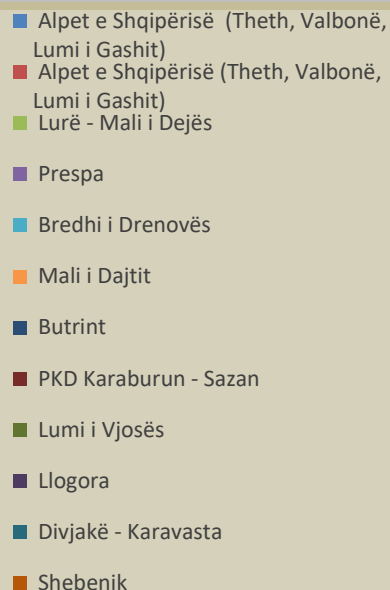 Alpet e Shqipërisë (Theth, Valbonë,
Lumi i Gashit)
Alpet e Shqipërisë (Theth, Valbonë,
Lumi i Gashit)
Lurë - Mali i Dejës
Prespa
Bredhi i Drenovës
Mali i Dajtit
Butrint
PKD Karaburun - Sazan
Lumi i Vjosës
Llogora
Divjakë - Karavasta
Shebenik